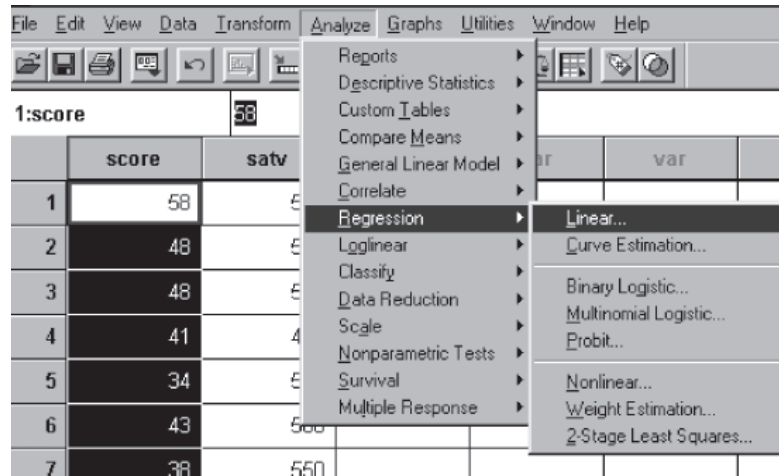 File Edit View Data Transform Analyze Graphs Utilities Window Help
1:score 58
score satv var
1 58
2 48
3 48
4 41
5 34
6 43
7 38 550
Reports
Descriptive Statistics
Custom Tables
Compare Means
General Linear Model
Correlate
Regression
Loglinear
Classify
Data Reduction
Scale
Nonparametric Tests
Survival
Multiple Response
Linear...
Curve Estimation...
Binary Logistic...
Multinomial Logistic...
Probit...
Nonlinear...
Weight Estimation...
2-Stage Least Squares...